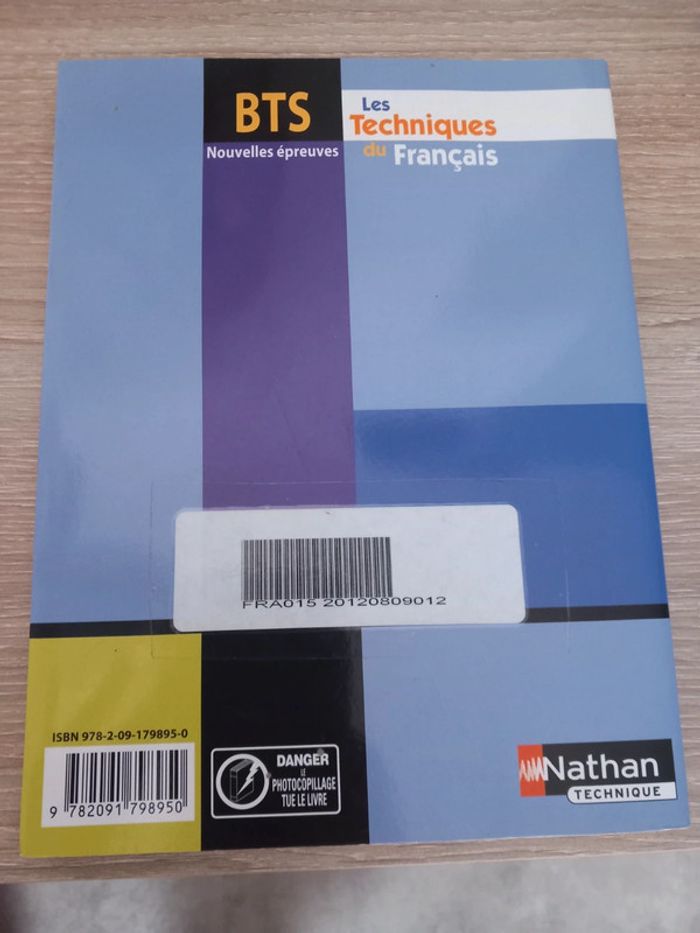 BTS
Nouvelles épreuves
Les
Techniques
du Français
FRA015 20120809012
ISBN 978-2-09-179895-0
9 782091 798950
DANGER
LE
PHOTOCOPILLAGE
TUE LE LIVRE
Nathan
TECHNIQUE